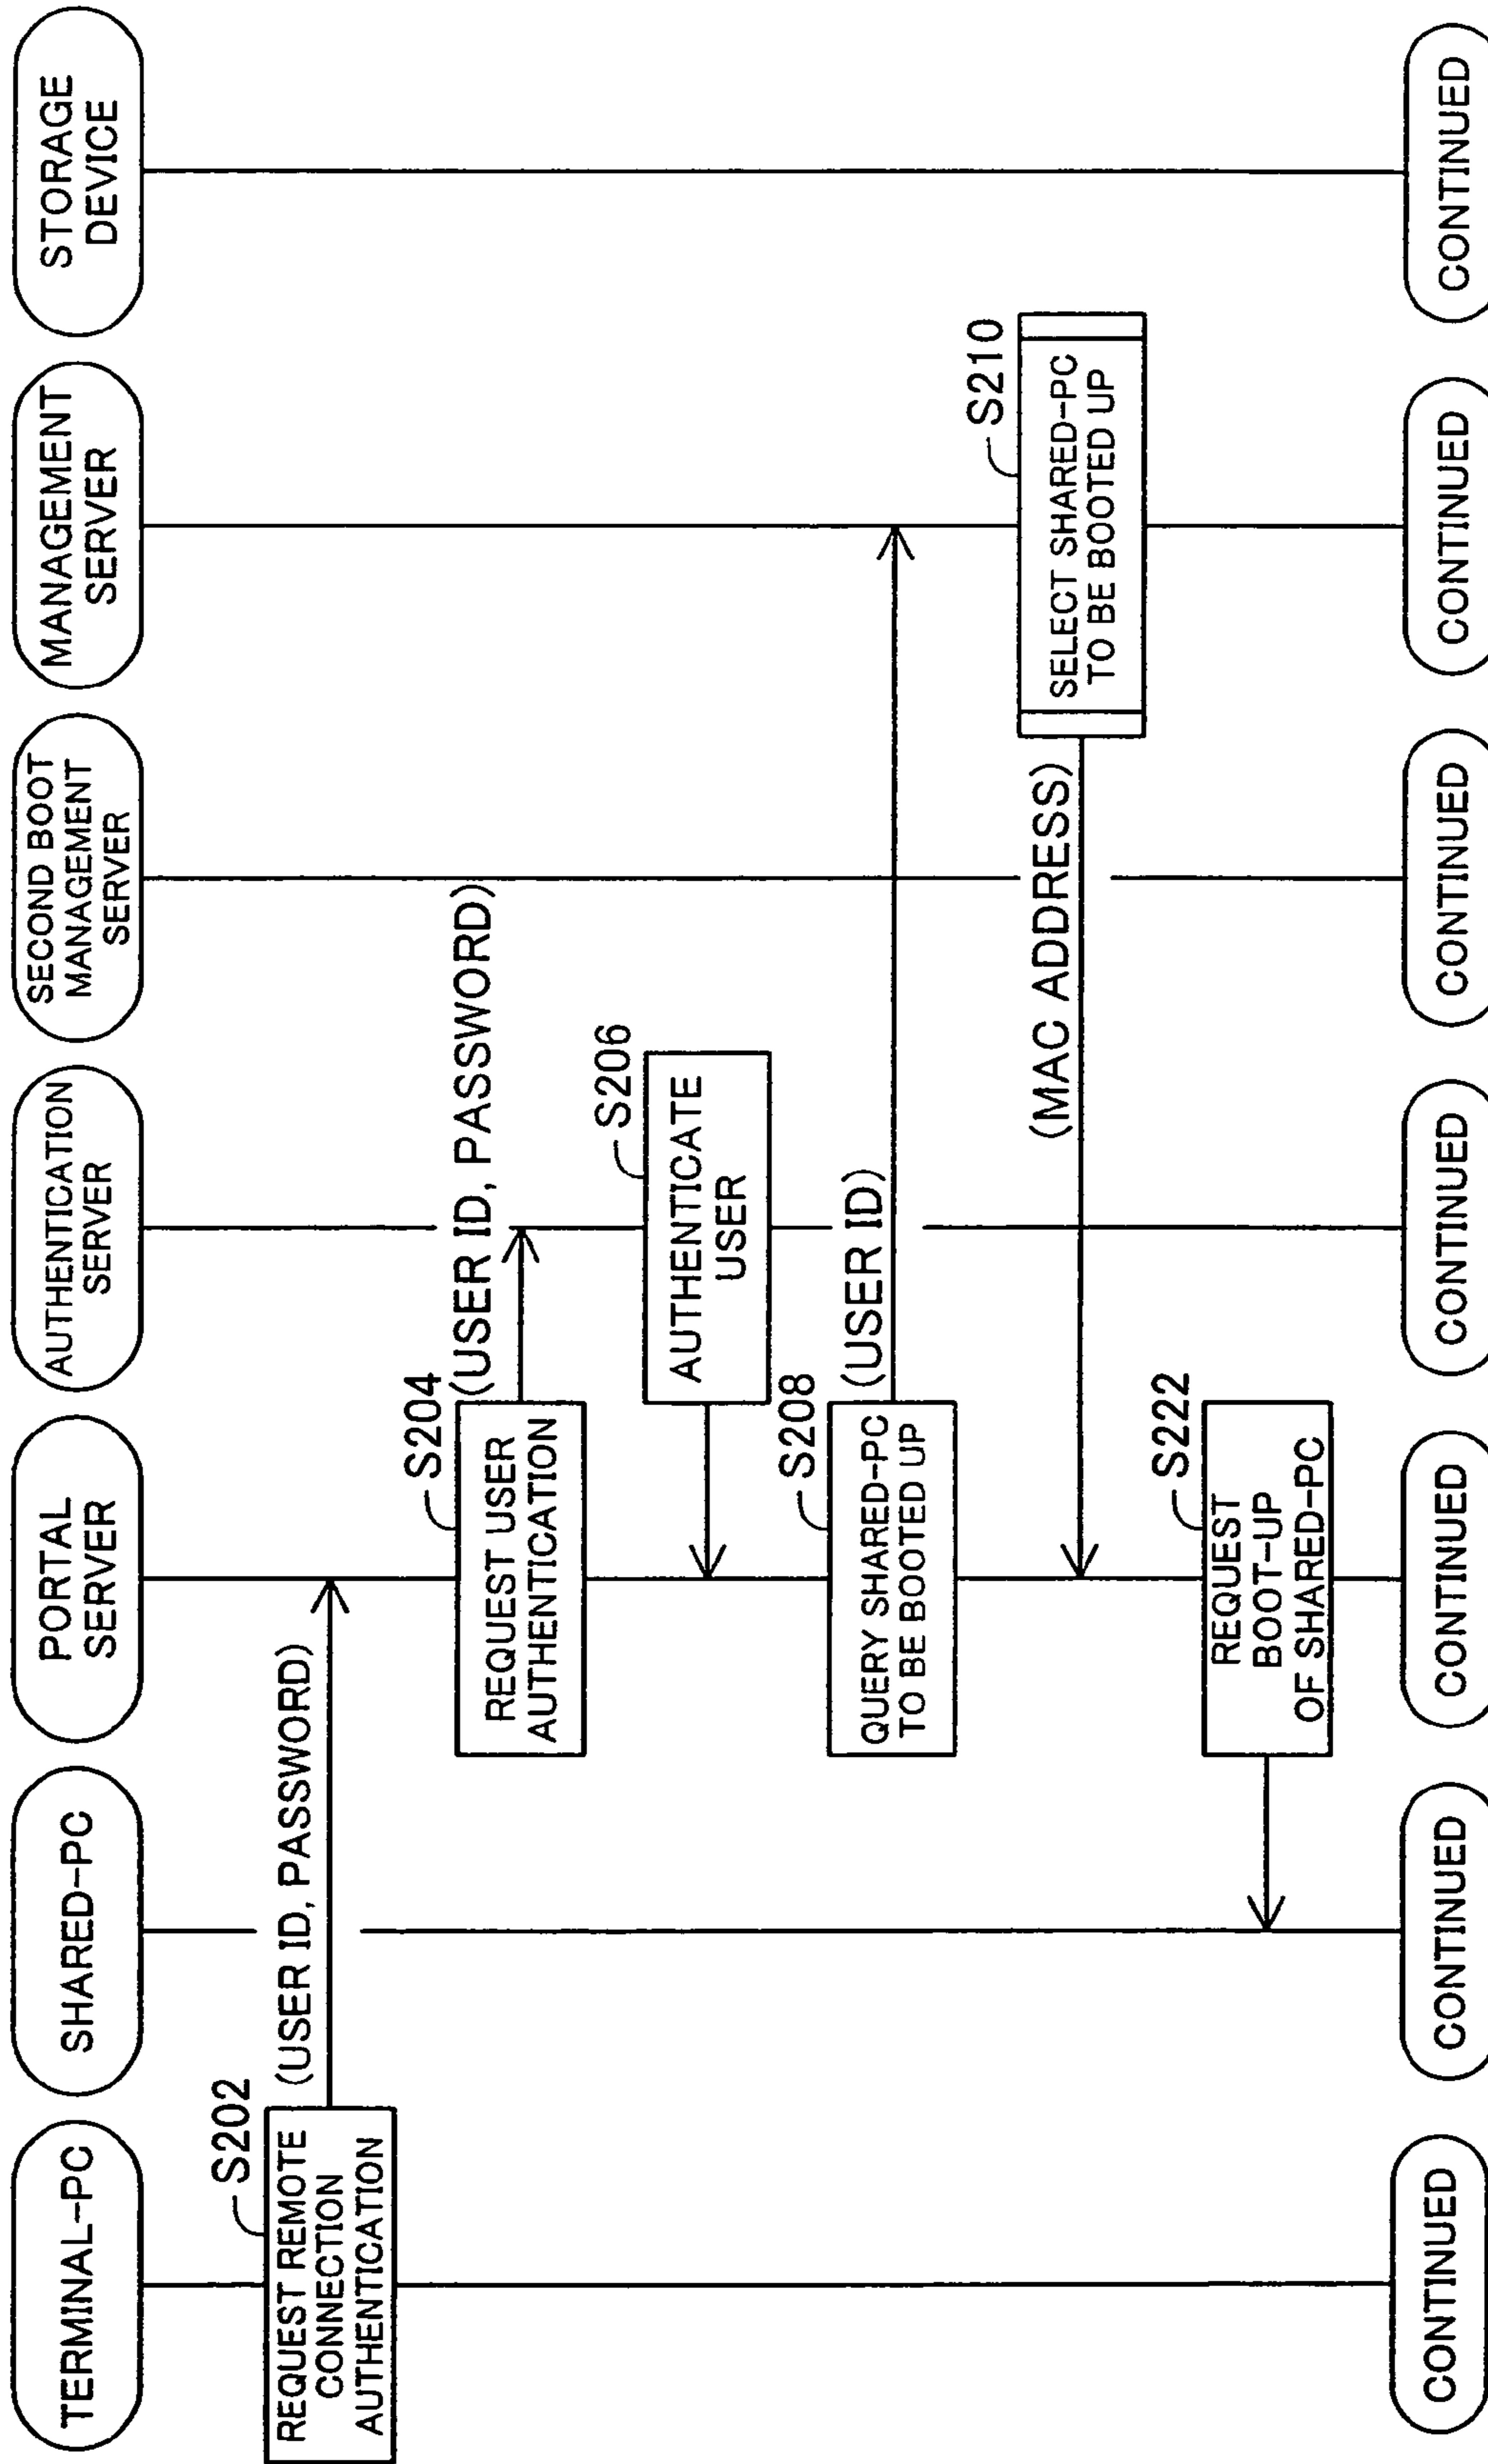 TERMINAL-PC
SHARED-PC
PORTAL
SERVER
AUTHENTICATION
SERVER
SECOND BOOT
MANAGEMENT
SERVER
MANAGEMENT
SERVER
STORAGE
DEVICE
S202
REQUEST REMOTE
CONNECTION
AUTHENTICATION
(USER ID, PASSWORD)
S204
REQUEST USER
AUTHENTICATION
(USER ID, PASSWORD)
S206
AUTHENTICATE
USER
S208
QUERY SHARED-PC
TO BE BOOTED UP
(USER ID)
S210
SELECT SHARED-PC
TO BE BOOTED UP
(MAC ADDRESS)
S222
REQUEST
BOOT-UP
OF SHARED-PC
CONTINUED
CONTINUED
CONTINUED
CONTINUED
CONTINUED
CONTINUED
CONTINUED